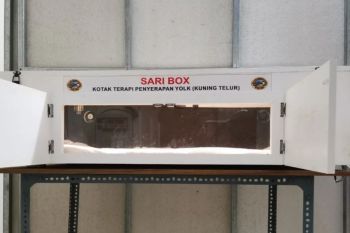 SARI BOX
KOTAK TERAPI PENYERAPAN YOLK (KUNING TELUR)